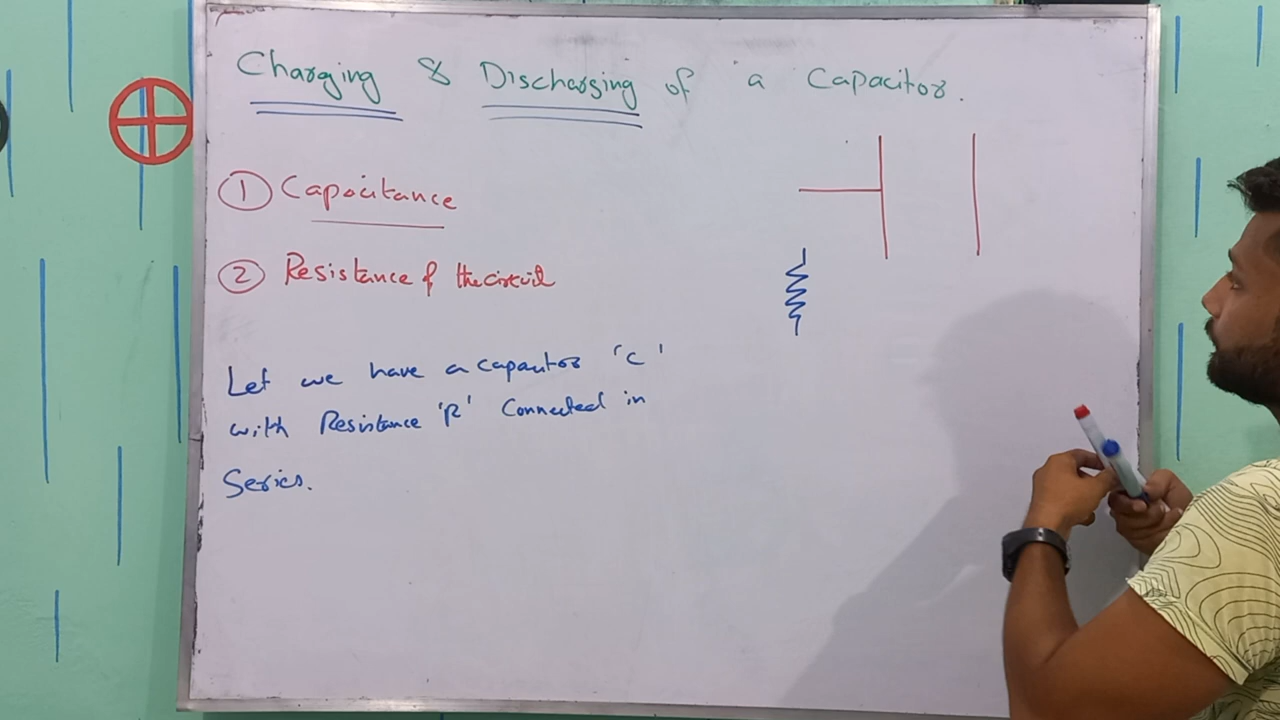 Charging & Discharging of a Capacitor.
① Capacitance
② Resistance of the circuit
Let we have a capacitor 'C'
with Resistance 'R' Connected in
Series.